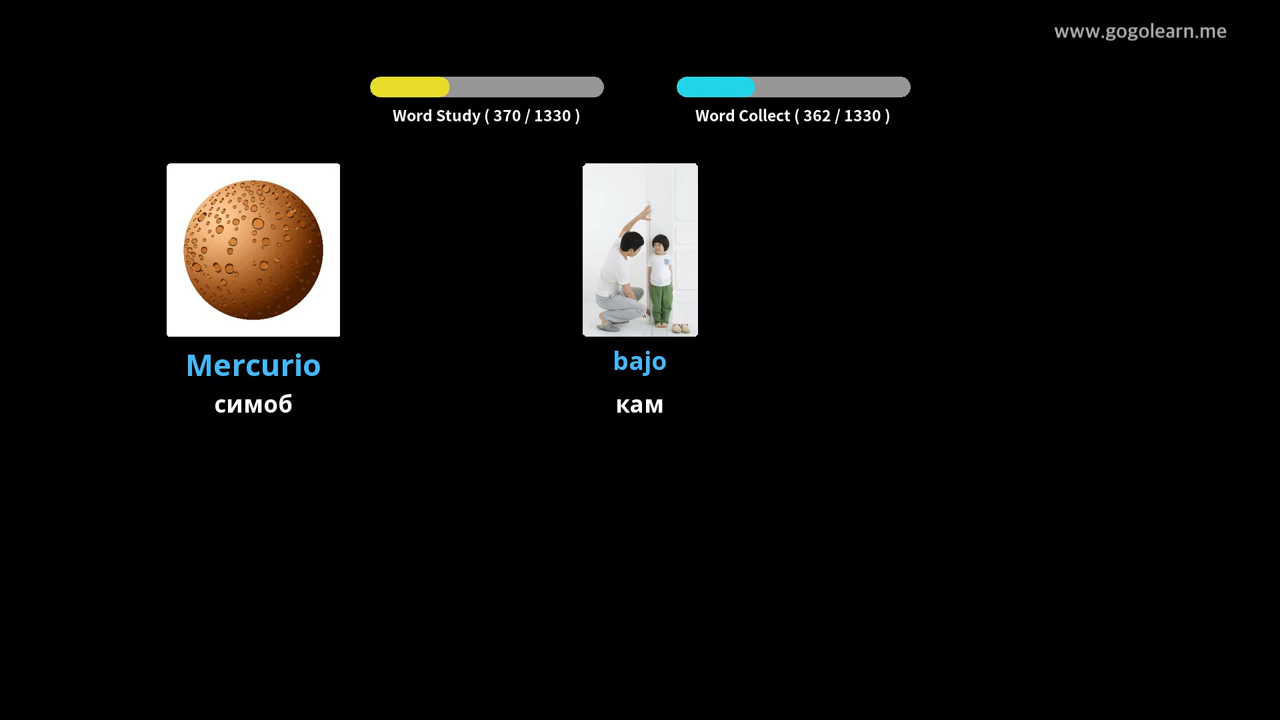 www.gogolearn.me
Word Study ( 370 / 1330 )
Word Collect ( 362 / 1330 )
Mercurio
симоб
bajo
кам